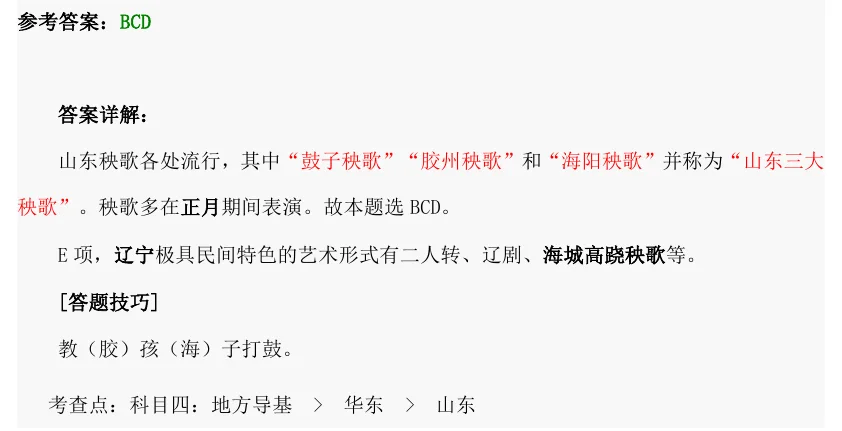 参考答案：BCD
答案详解：
山东秧歌各处流行，其中“鼓子秧歌”“胶州秧歌”和“海阳秧歌”并称为“山东三大
秧歌”。秧歌多在正月期间表演。故本题选 BCD。
E 项，辽宁极具民间特色的艺术形式有二人转、辽剧、海城高跷秧歌等。
[答题技巧]
教（胶）孩（海）子打鼓。
考查点：科目四：地方导基 > 华东 > 山东